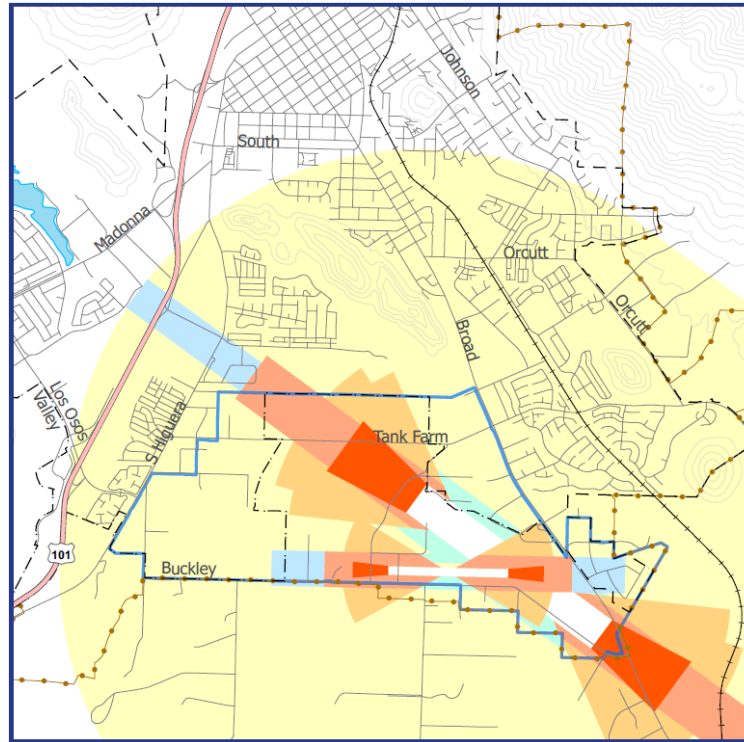 Johnson
South
Madonna
Orcutt
Orcutt
Broad
Los Osos
Valley
S Higuera
Tank Farm
101
Buckley